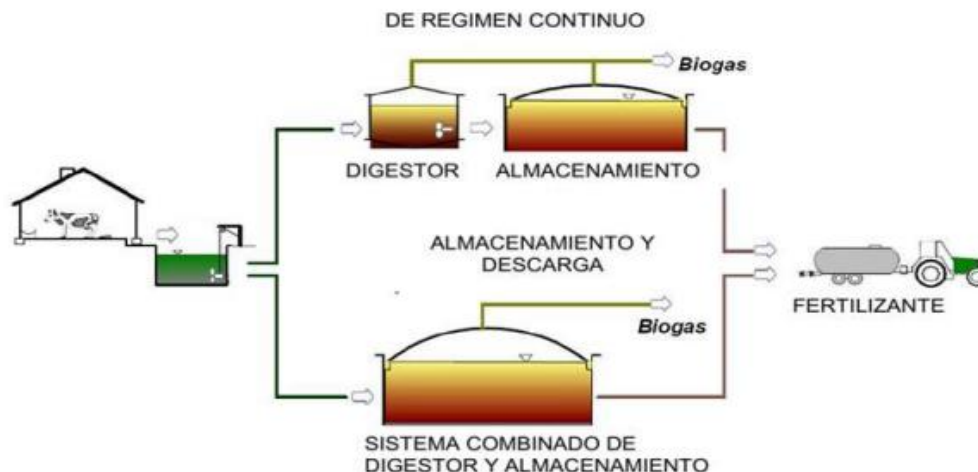 DE REGIMEN CONTINUO
Biogas
DIGESTOR
ALMACENAMIENTO
ALMACENAMIENTO Y
DESCARGA
FERTILIZANTE
Biogas
SISTEMA COMBINADO DE
DIGESTOR Y ALMACENAMIENTO